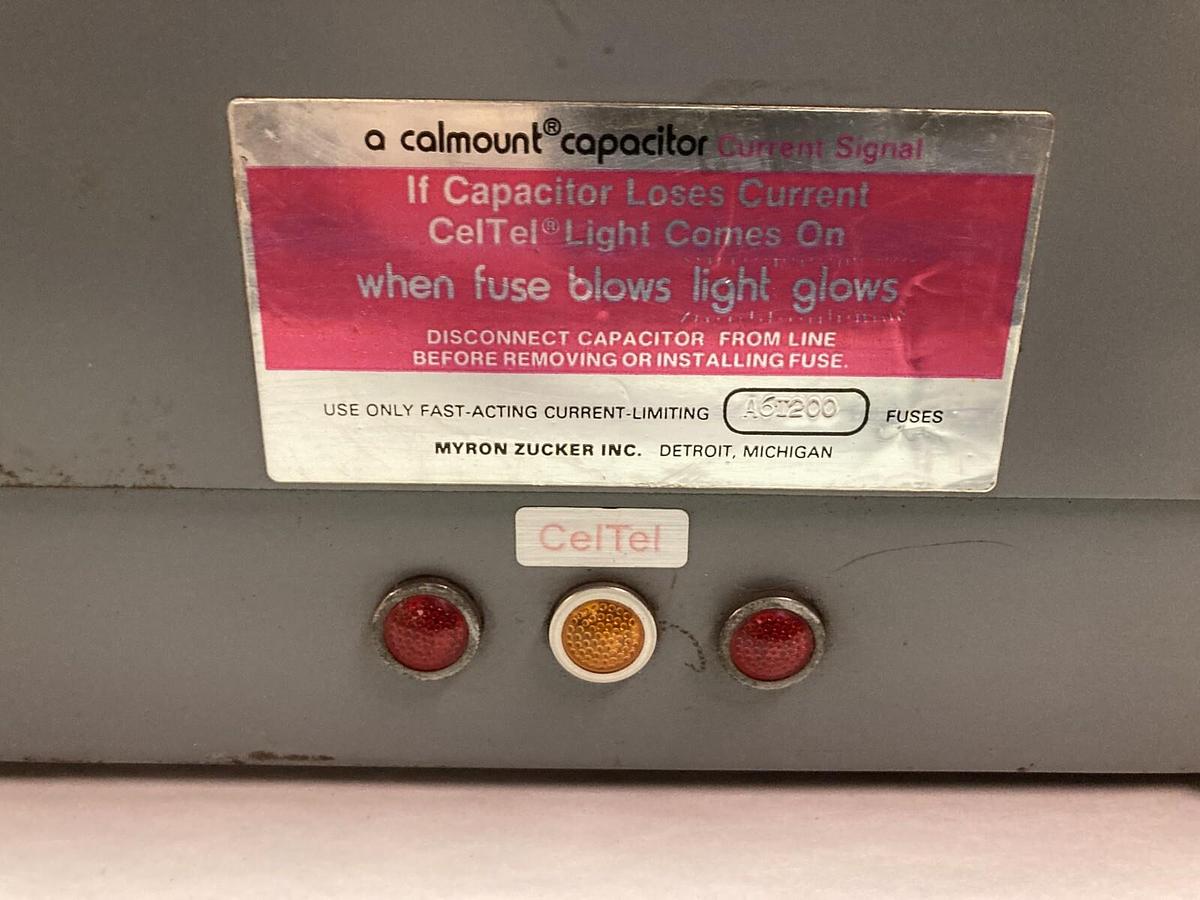 a calmount® capacitor Current Signal
If Capacitor Loses Current
CelTel® Light Comes On
when fuse blows light glows
DISCONNECT CAPACITOR FROM LINE
BEFORE REMOVING OR INSTALLING FUSE.
USE ONLY FAST-ACTING CURRENT-LIMITING A6T200 FUSES
MYRON ZUCKER INC. DETROIT, MICHIGAN
CelTel